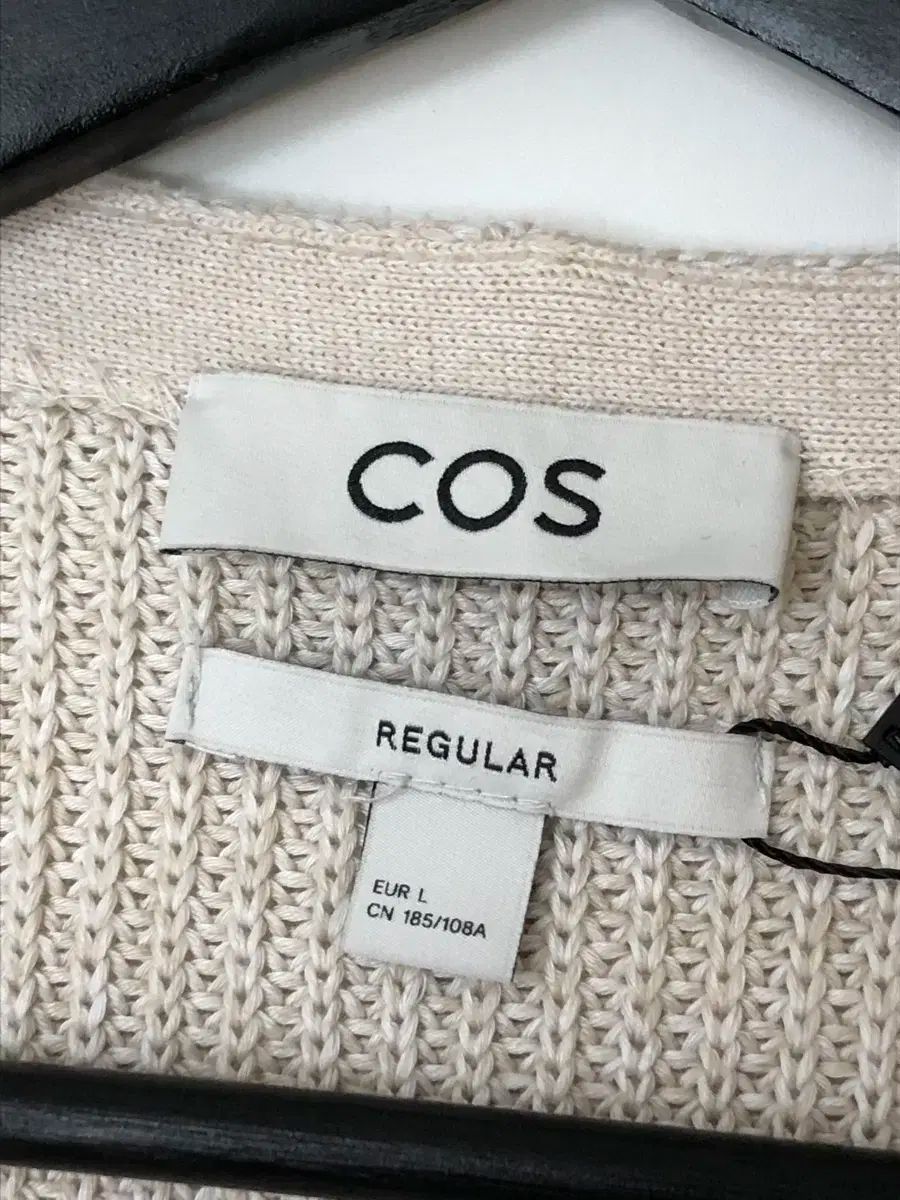 COS
REGULAR
EUR L
CN 185/108A